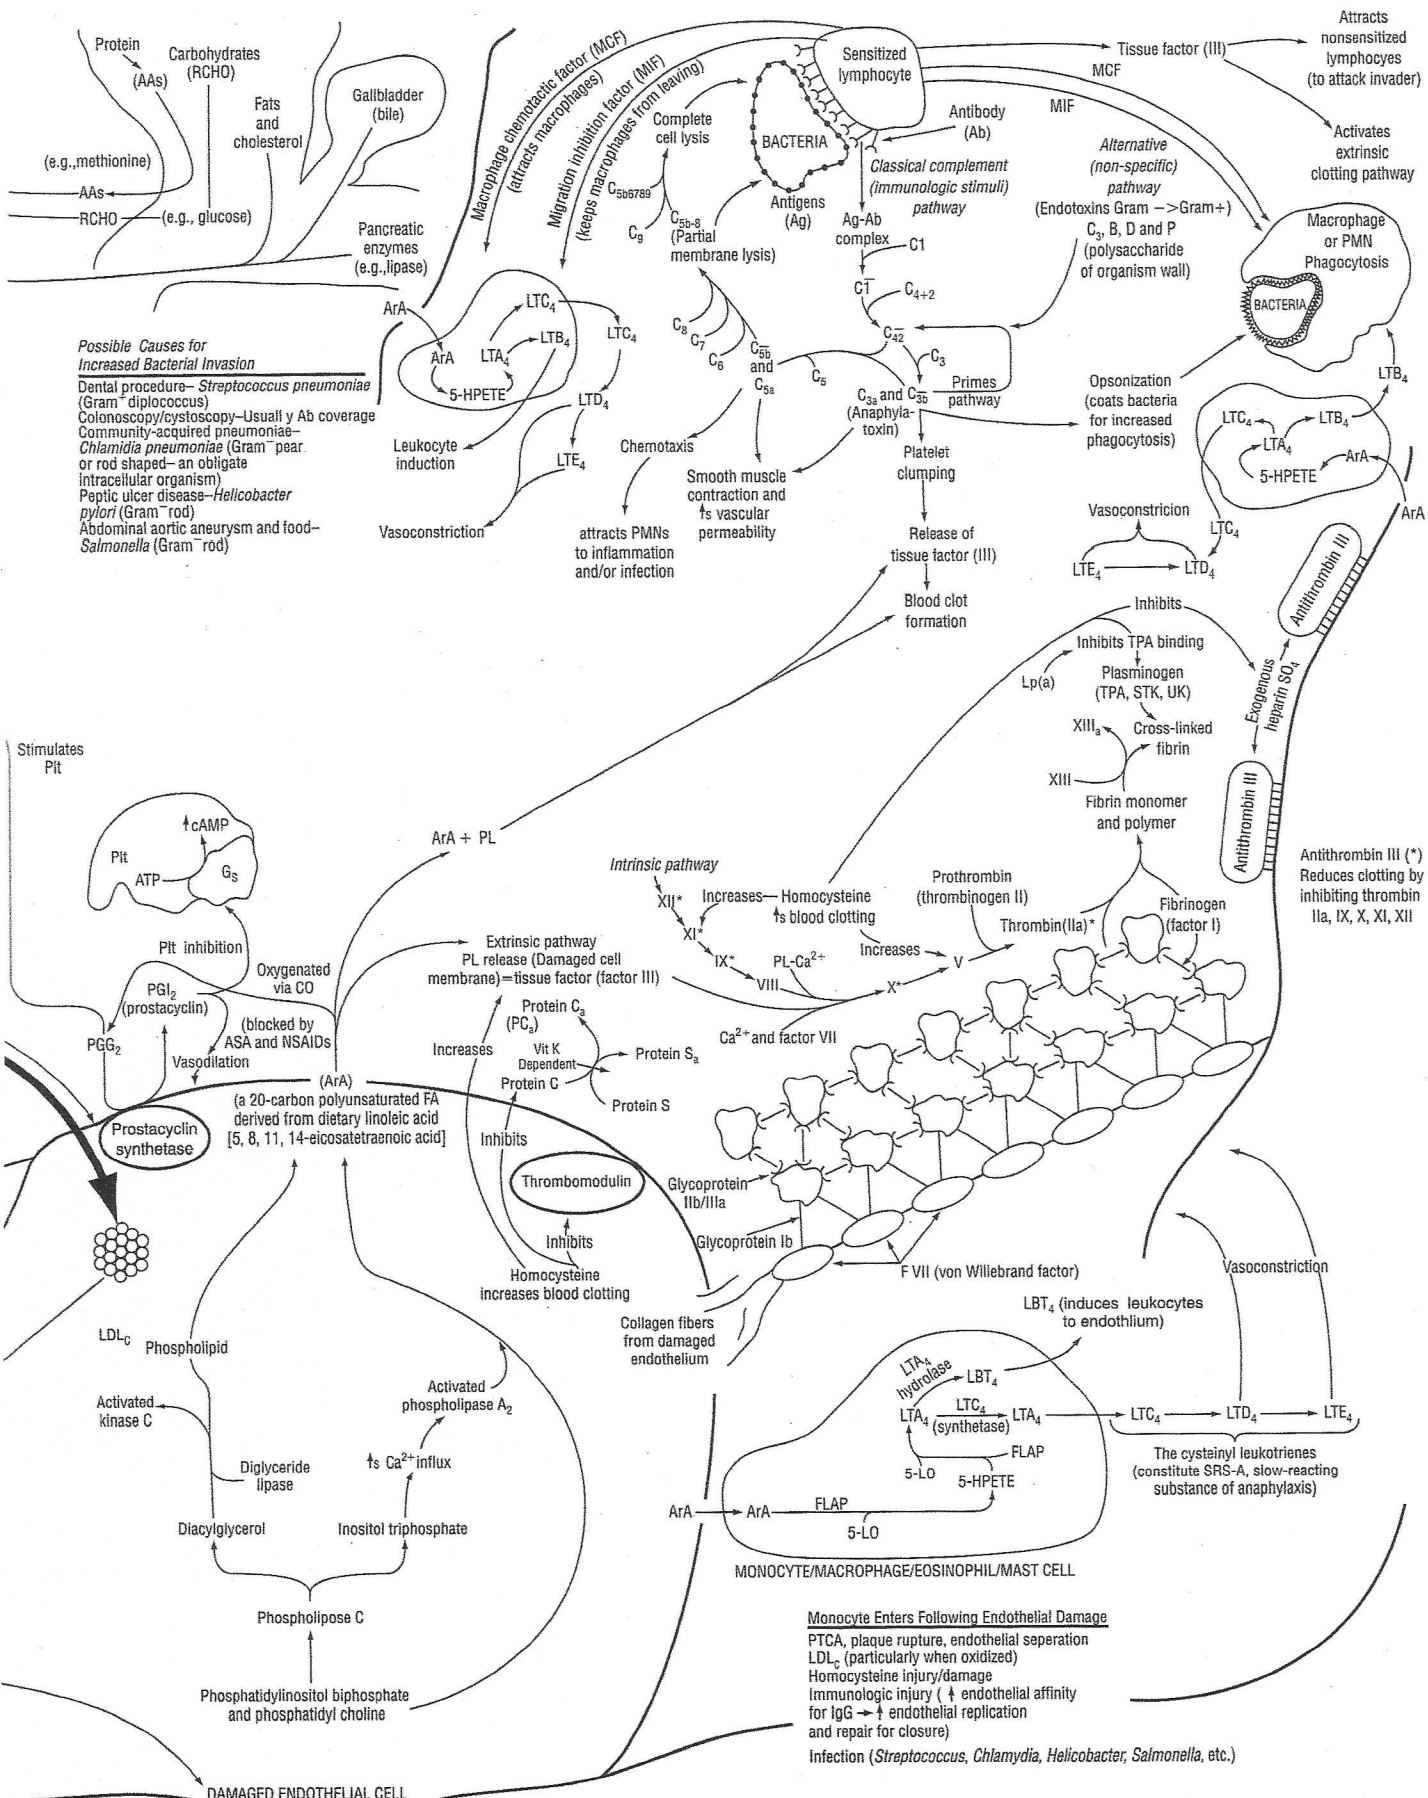 Protein
(AAs)
Carbohydrates
(RCHO)
Fats
and
cholesterol
Gallbladder
(bile)
(e.g.,methionine)
AAs
RCHO
(e.g., glucose)
Pancreatic
enzymes
(e.g.,lipase)
Macrophage chemotactic factor (MCF)
(attracts macrophages)
Migration inhibition factor (MIF)
(keeps macrophages from leaving)
Complete
cell lysis
C5b6789
C9
C5b-8
(Partial
membrane lysis)
BACTERIA
Antigens
(Ag)
Sensitized
lymphocyte
Antibody
(Ab)
Classical complement
(immunologic stimuli)
pathway
Ag-Ab
complex
C1
C1̅
C4+2
C4̅2̅
C3
C3a and C3b
(Anaphyla-
toxin)
Primes
pathway
C5
C5̅b̅
and
C5a
C8
C7
C6
Tissue factor (III)
MCF
MIF
Attracts
nonsensitized
lymphocyes
(to attack invader)
Activates
extrinsic
clotting pathway
Alternative
(non-specific)
pathway
(Endotoxins Gram –>Gram+)
C3, B, D and P
(polysaccharide
of organism wall)
Macrophage
or PMN
Phagocytosis
BACTERIA
Opsonization
(coats bacteria
for increased
phagocytosis)
LTB4
LTC4
LTB4
LTA4
5-HPETE
ArA
ArA
LTC4
Vasoconstricion
LTE4
LTD4
ArA
ArA
LTC4
LTA4
LTB4
5-HPETE
LTC4
LTD4
LTE4
Leukocyte
induction
Vasoconstriction
Chemotaxis
attracts PMNs
to inflammation
and/or infection
Smooth muscle
contraction and
↑s vascular
permeability
Platelet
clumping
Release of
tissue factor (III)
Blood clot
formation
Possible Causes for
Increased Bacterial Invasion
Dental procedure– Streptococcus pneumoniae
(Gram+ diplococcus)
Colonoscopy/cystoscopy–Usuall y Ab coverage
Community-acquired pneumoniae–
Chlamidia pneumoniae (Gram– pear
or rod shaped– an obligate
intracellular organism)
Peptic ulcer disease–Helicobacter
pylori (Gram– rod)
Abdominal aortic aneurysm and food–
Salmonella (Gram– rod)
Inhibits
Inhibits TPA binding
Lp(a)
Plasminogen
(TPA, STK, UK)
XIIIa
Cross-linked
fibrin
XIII
Fibrin monomer
and polymer
Exogenous
heparin SO4
Antithrombin III
Antithrombin III
Antithrombin III (*)
Reduces clotting by
inhibiting thrombin
IIa, IX, X, XI, XII
Stimulates
Plt
↑cAMP
Plt
ATP
Gs
Plt inhibition
PGI2
(prostacyclin)
Oxygenated
via CO
(blocked by
ASA and NSAIDs)
PGG2
Vasodilation
ArA + PL
Intrinsic pathway
XII*
XI*
IX*
VIII
PL-Ca2+
Increases
Homocysteine
↑s blood clotting
Increases
V
X*
Prothrombin
(thrombinogen II)
Thrombin(IIa)*
Fibrinogen
(factor I)
Extrinsic pathway
PL release (Damaged cell
membrane)=tissue factor (factor III)
Ca2+ and factor VII
Protein Ca
(PCa)
Increases
Vit K
Dependent
Protein Sa
Protein C
Protein S
Inhibits
Thrombomodulin
Inhibits
Homocysteine
increases blood clotting
(ArA)
(a 20-carbon polyunsaturated FA
derived from dietary linoleic acid
[5, 8, 11, 14-eicosatetraenoic acid]
Prostacyclin
synthetase
Glycoprotein
IIb/IIIa
Glycoprotein Ib
F VII (von Willebrand factor)
Collagen fibers
from damaged
endothelium
LDLC
Phospholipid
Activated
kinase C
Diglyceride
lipase
Diacylglycerol
Activated
phospholipase A2
↑s Ca2+ influx
Inositol triphosphate
Phospholipose C
Phosphatidylinositol biphosphate
and phosphatidyl choline
DAMAGED ENDOTHELIAL CELL
Vasoconstriction
LBT4 (induces leukocytes
to endothlium)
LTA4
hydrolase
LBT4
LTA4
LTC4
(synthetase)
LTA4
LTC4
LTD4
LTE4
FLAP
5-LO
5-HPETE
The cysteinyl leukotrienes
(constitute SRS-A, slow-reacting
substance of anaphylaxis)
ArA
ArA
FLAP
5-LO
MONOCYTE/MACROPHAGE/EOSINOPHIL/MAST CELL
Monocyte Enters Following Endothelial Damage
PTCA, plaque rupture, endothelial seperation
LDLC (particularly when oxidized)
Homocysteine injury/damage
Immunologic injury ( ↑ endothelial affinity
for IgG →↑ endothelial replication
and repair for closure)
Infection (Streptococcus, Chlamydia, Helicobacter, Salmonella, etc.)